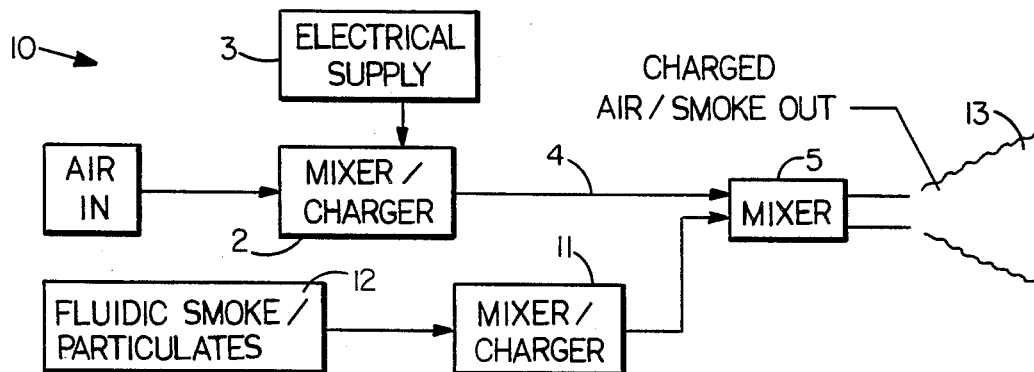 10
3
ELECTRICAL
SUPPLY
CHARGED
AIR / SMOKE OUT
13
AIR
IN
MIXER /
CHARGER
2
4
5
MIXER
12
FLUIDIC SMOKE /
PARTICULATES
11
MIXER /
CHARGER